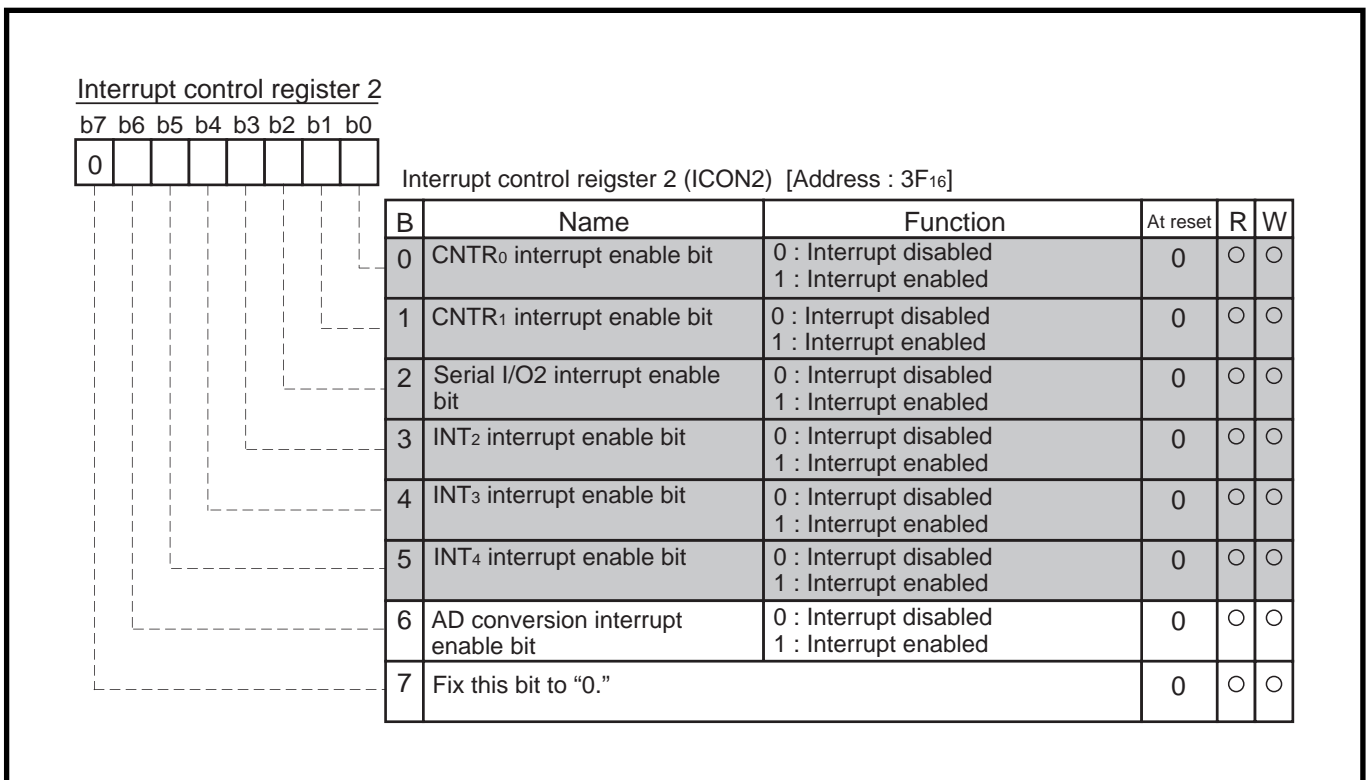 Interrupt control register 2
b7 b6 b5 b4 b3 b2 b1 b0
0
Interrupt control reigster 2 (ICON2) [Address : 3F16]
B Name Function At reset R W
0 CNTR0 interrupt enable bit 0 : Interrupt disabled 0 ○ ○
1 : Interrupt enabled
1 CNTR1 interrupt enable bit 0 : Interrupt disabled 0 ○ ○
1 : Interrupt enabled
2 Serial I/O2 interrupt enable 0 : Interrupt disabled 0 ○ ○
bit 1 : Interrupt enabled
3 INT2 interrupt enable bit 0 : Interrupt disabled 0 ○ ○
1 : Interrupt enabled
4 INT3 interrupt enable bit 0 : Interrupt disabled 0 ○ ○
1 : Interrupt enabled
5 INT4 interrupt enable bit 0 : Interrupt disabled 0 ○ ○
1 : Interrupt enabled
6 AD conversion interrupt 0 : Interrupt disabled 0 ○ ○
enable bit 1 : Interrupt enabled
7 Fix this bit to “0.” 0 ○ ○